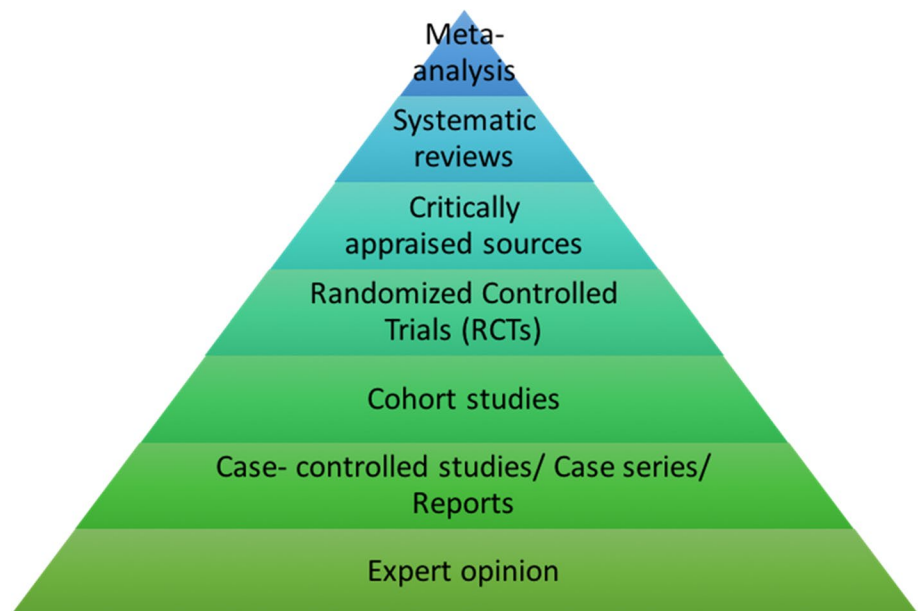 Meta-
analysis
Systematic
reviews
Critically
appraised sources
Randomized Controlled
Trials (RCTs)
Cohort studies
Case- controlled studies/ Case series/
Reports
Expert opinion